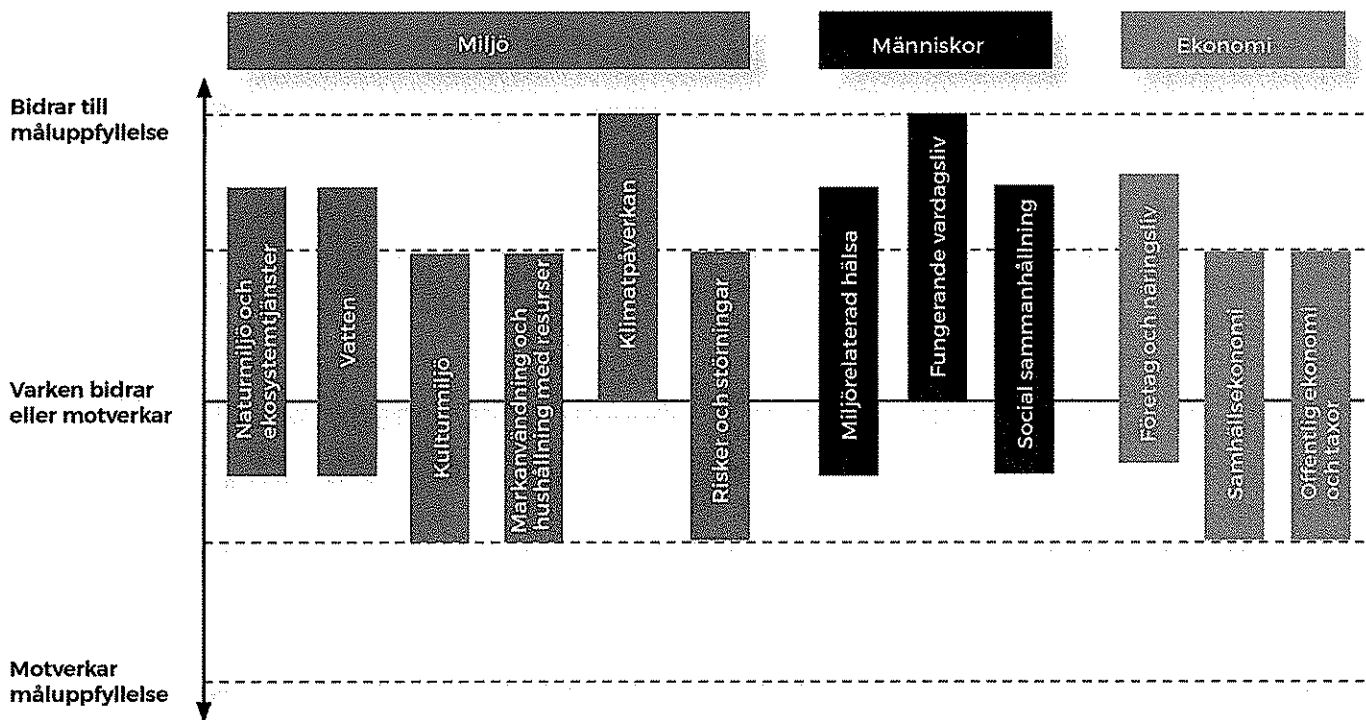 Miljö
Människor
Ekonomi
Bidrar till
måluppfyllelse
Varken bidrar
eller motverkar
Motverkar
måluppfyllelse
Naturmiljö och
ekosystemtjänster
Vatten
Kulturmiljö
Markanvändning och
hushållning med resurser
Klimatpåverkan
Risker och störningar
Miljörelaterad hälsa
Fungerande vardagsliv
Social sammanhållning
Företag och näringsliv
Samhällsekonomi
Offentlig ekonomi
och taxor